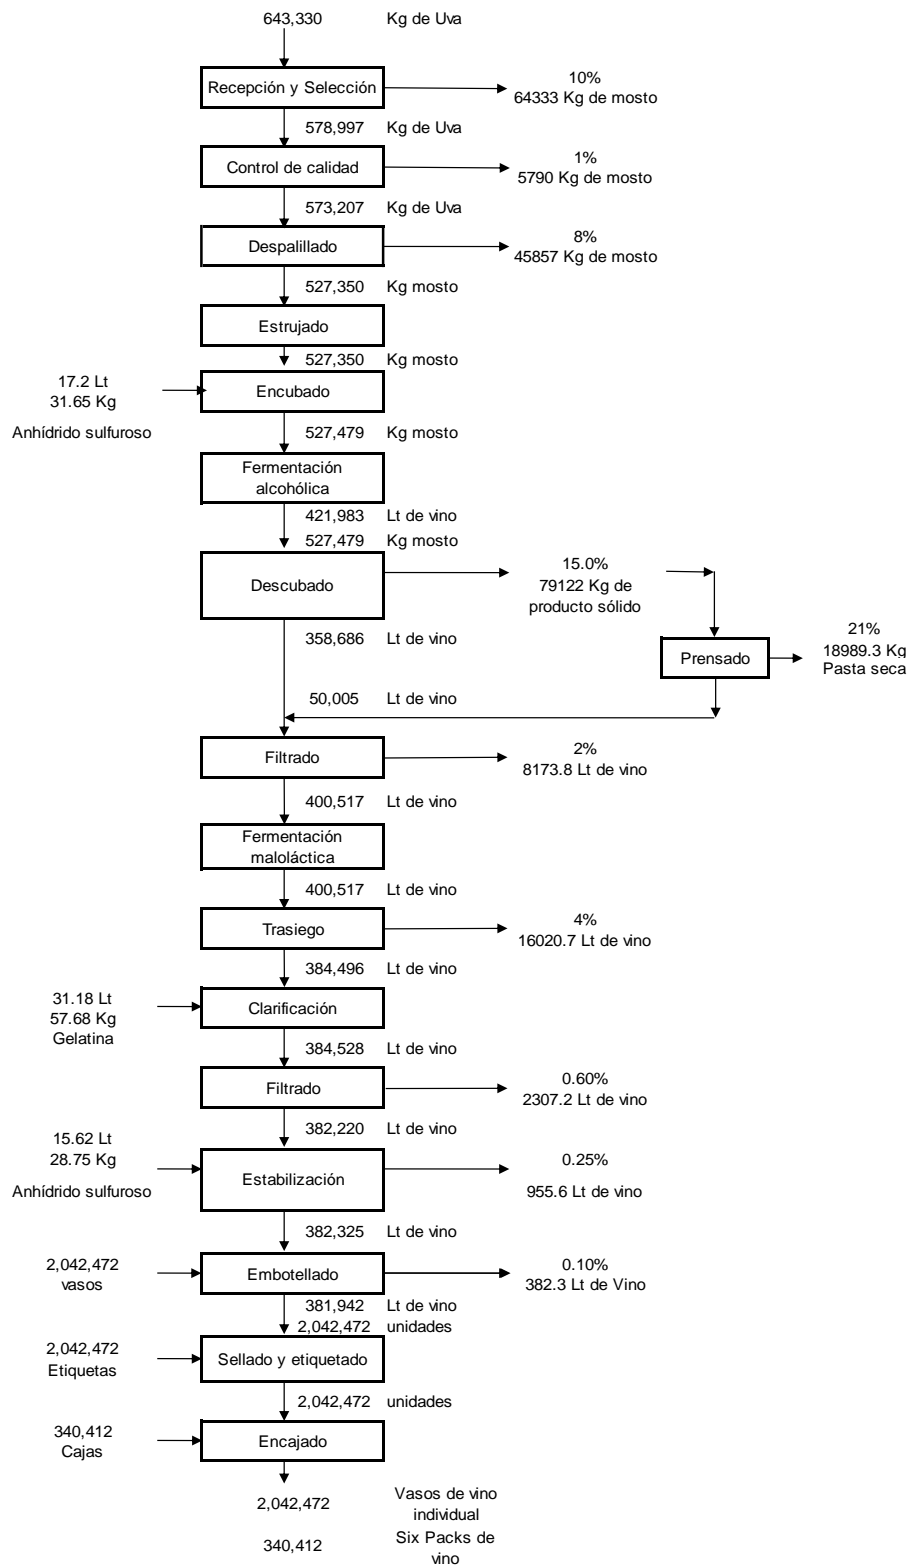 643,330 Kg de Uva
Recepción y Selección
10%
64333 Kg de mosto
578,997 Kg de Uva
Control de calidad
1%
5790 Kg de mosto
573,207 Kg de Uva
Despalillado
8%
45857 Kg de mosto
527,350 Kg mosto
Estrujado
527,350 Kg mosto
17.2 Lt
31.65 Kg
Anhídrido sulfuroso
Encubado
527,479 Kg mosto
Fermentación
alcohólica
421,983 Lt de vino
527,479 Kg mosto
Descubado
15.0%
79122 Kg de
producto sólido
358,686 Lt de vino
Prensado
21%
18989.3 Kg
Pasta seca
50,005 Lt de vino
Filtrado
2%
8173.8 Lt de vino
400,517 Lt de vino
Fermentación
maloláctica
400,517 Lt de vino
Trasiego
4%
16020.7 Lt de vino
384,496 Lt de vino
31.18 Lt
57.68 Kg
Gelatina
Clarificación
384,528 Lt de vino
Filtrado
0.60%
2307.2 Lt de vino
382,220 Lt de vino
15.62 Lt
28.75 Kg
Anhídrido sulfuroso
Estabilización
0.25%
955.6 Lt de vino
382,325 Lt de vino
2,042,472
vasos
Embotellado
0.10%
382.3 Lt de Vino
381,942 Lt de vino
2,042,472 unidades
2,042,472
Etiquetas
Sellado y etiquetado
2,042,472 unidades
340,412
Cajas
Encajado
2,042,472 Vasos de vino
individual
340,412 Six Packs de
vino